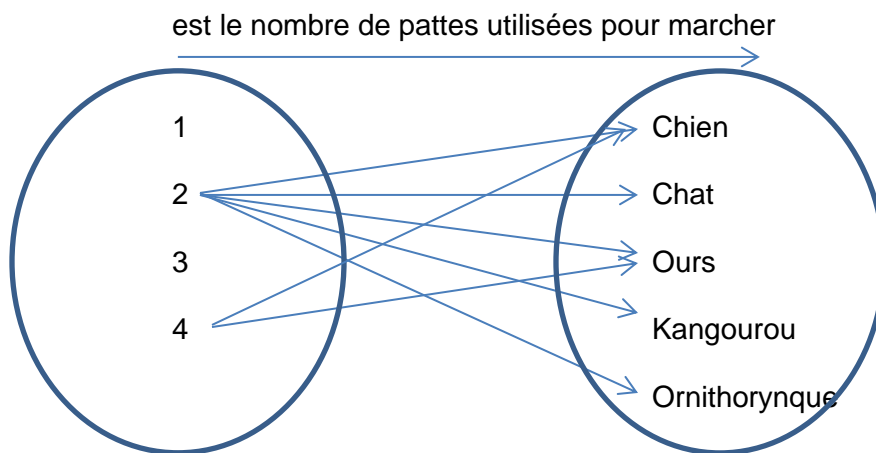 est le nombre de pattes utilisées pour marcher
1
2
3
4
Chien
Chat
Ours
Kangourou
Ornithorynque